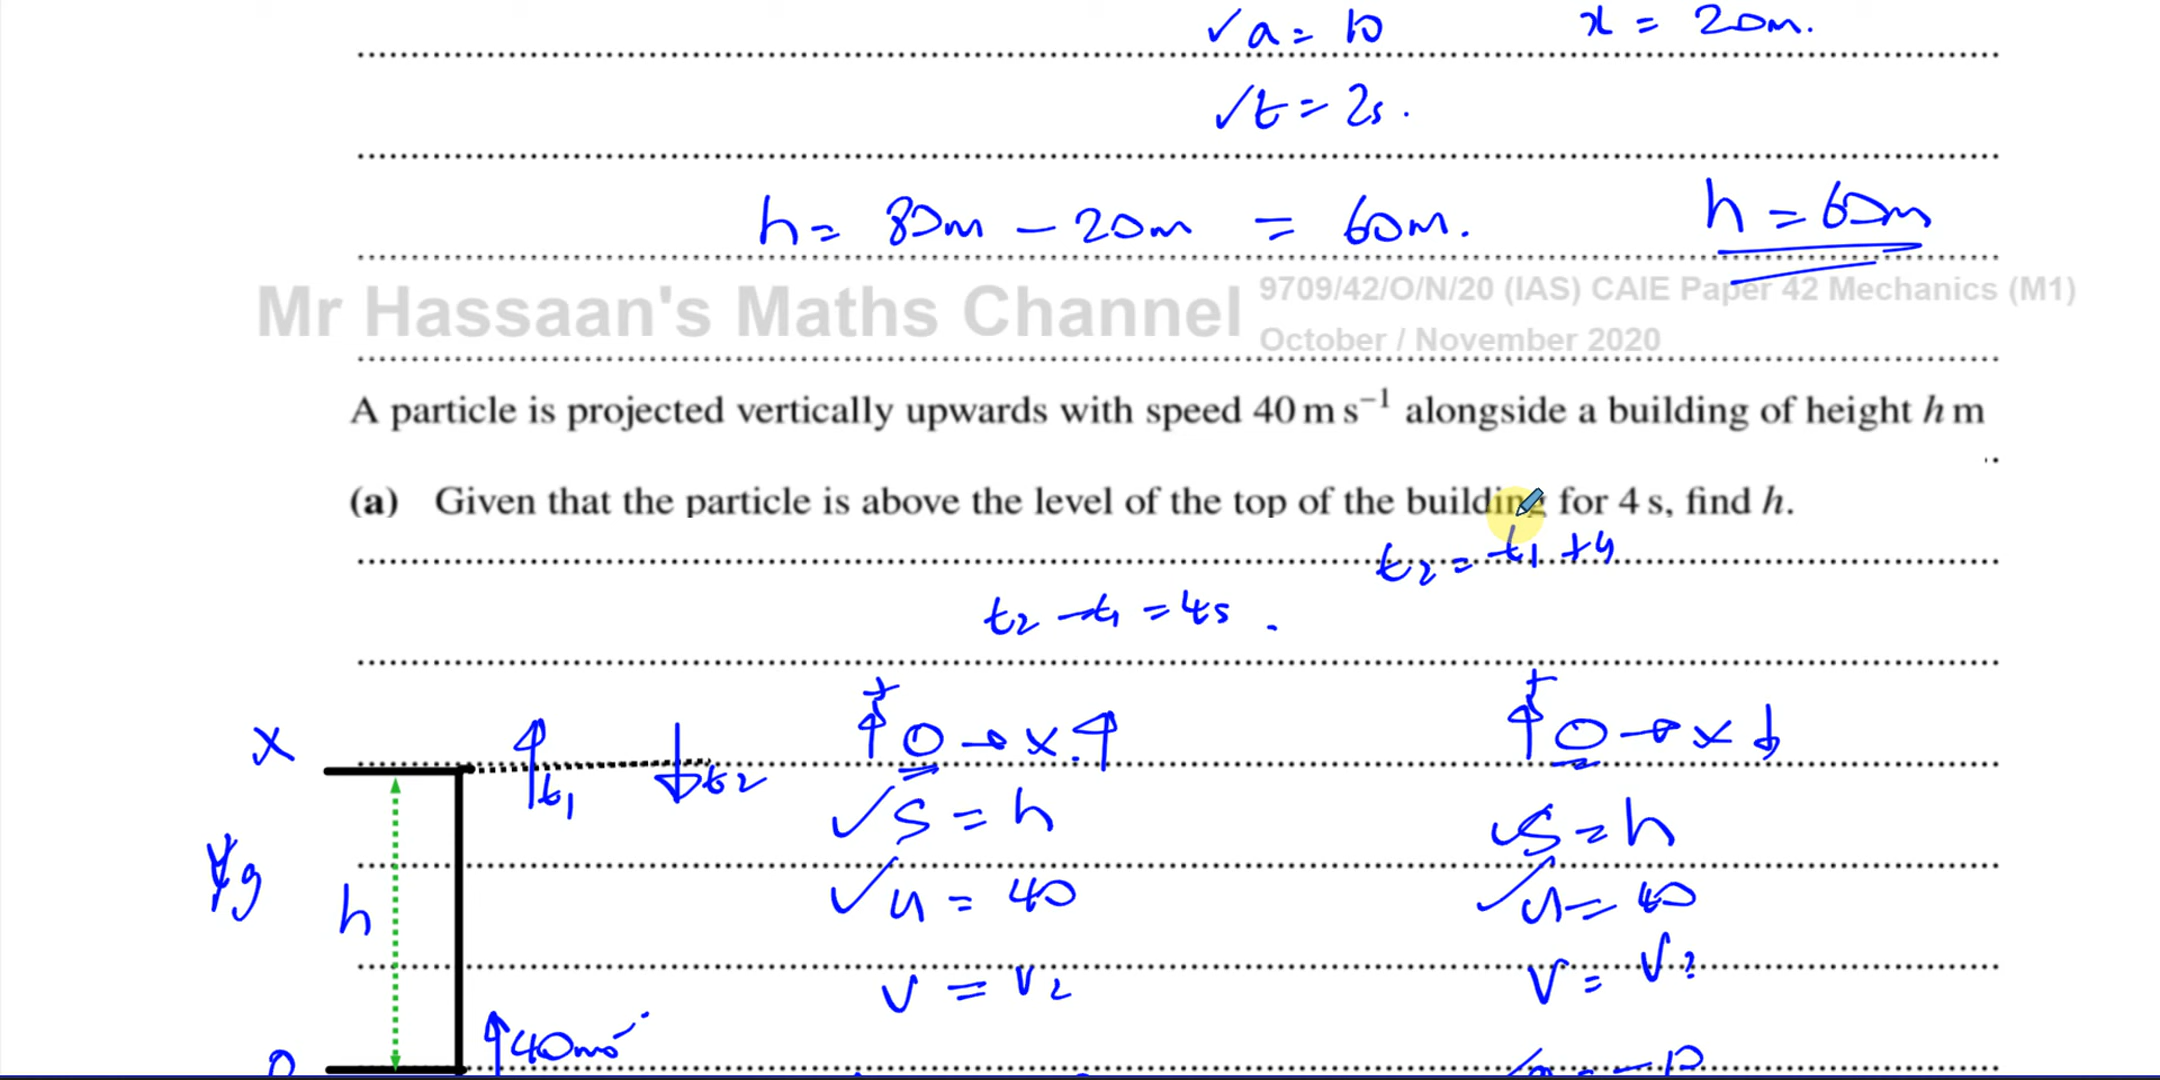 √a = 10 x = 20m.
√t = 2s.
h = 80m - 20m = 60m. h = 60m
Mr Hassaan's Maths Channel 9709/42/O/N/20 (IAS) CAIE Paper 42 Mechanics (M1)
October / November 2020
A particle is projected vertically upwards with speed 40 m s⁻¹ alongside a building of height h m
(a) Given that the particle is above the level of the top of the building for 4 s, find h.
t₂ = t₁ + 4
t₂ - t₁ = 4s.
x t₁ t₂ + 0 → x + 0 → x
√s = h √s = h
g h √u = 40 √u = 40
v = v₂ v = v?
0 40ms⁻¹